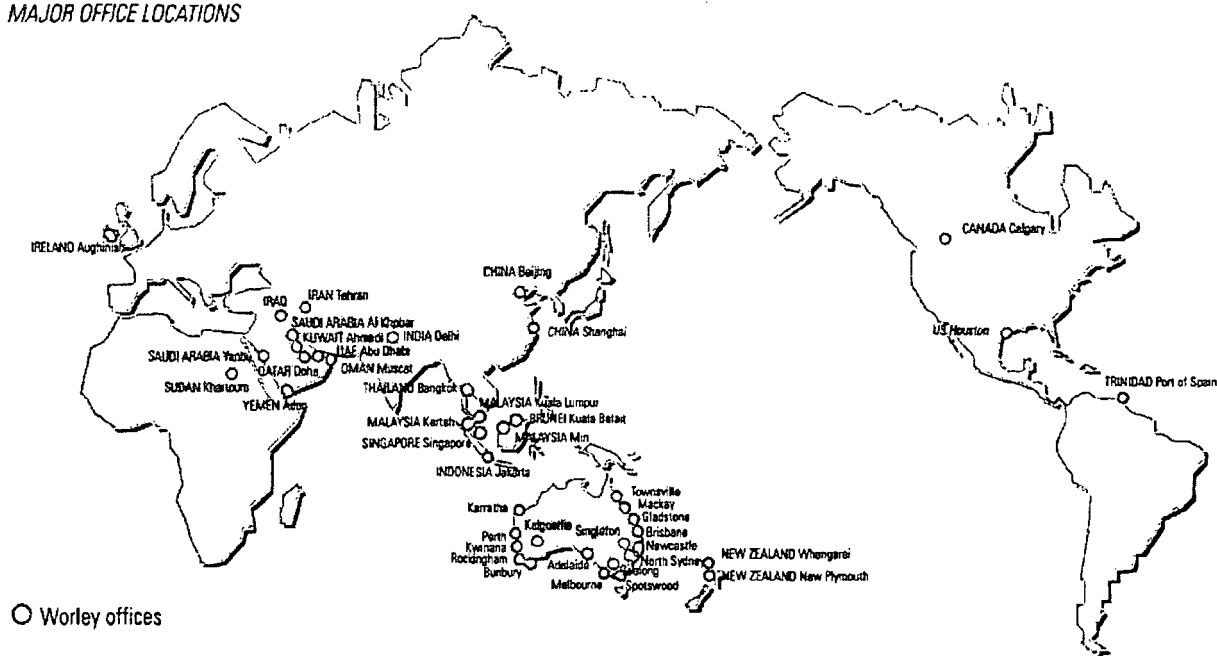 MAJOR OFFICE LOCATIONS
IRELAND Aughinish
CANADA Calgary
CHINA Beijing
IRAQ
IRAN Tehran
SAUDI ARABIA Al Khobar
CHINA Shanghai
US Houston
KUWAIT Ahmadi
INDIA Delhi
SAUDI ARABIA Yanbu
UAE Abu Dhabi
QATAR Doha
OMAN Muscat
SUDAN Khartoum
TRINIDAD Port of Spain
YEMEN Aden
THAILAND Bangkok
MALAYSIA Kuala Lumpur
MALAYSIA Kerteh
BRUNEI Kuala Belait
SINGAPORE Singapore
MALAYSIA Miri
INDONESIA Jakarta
Townsville
Mackay
Karratha
Gladstone
Kalgoorlie
Singleton
Brisbane
Perth
Kwinana
Newcastle
Rockingham
Adelaide
North Sydney
NEW ZEALAND Whangarei
Bunbury
Geelong
NEW ZEALAND New Plymouth
Melbourne
Spotswood
Worley offices